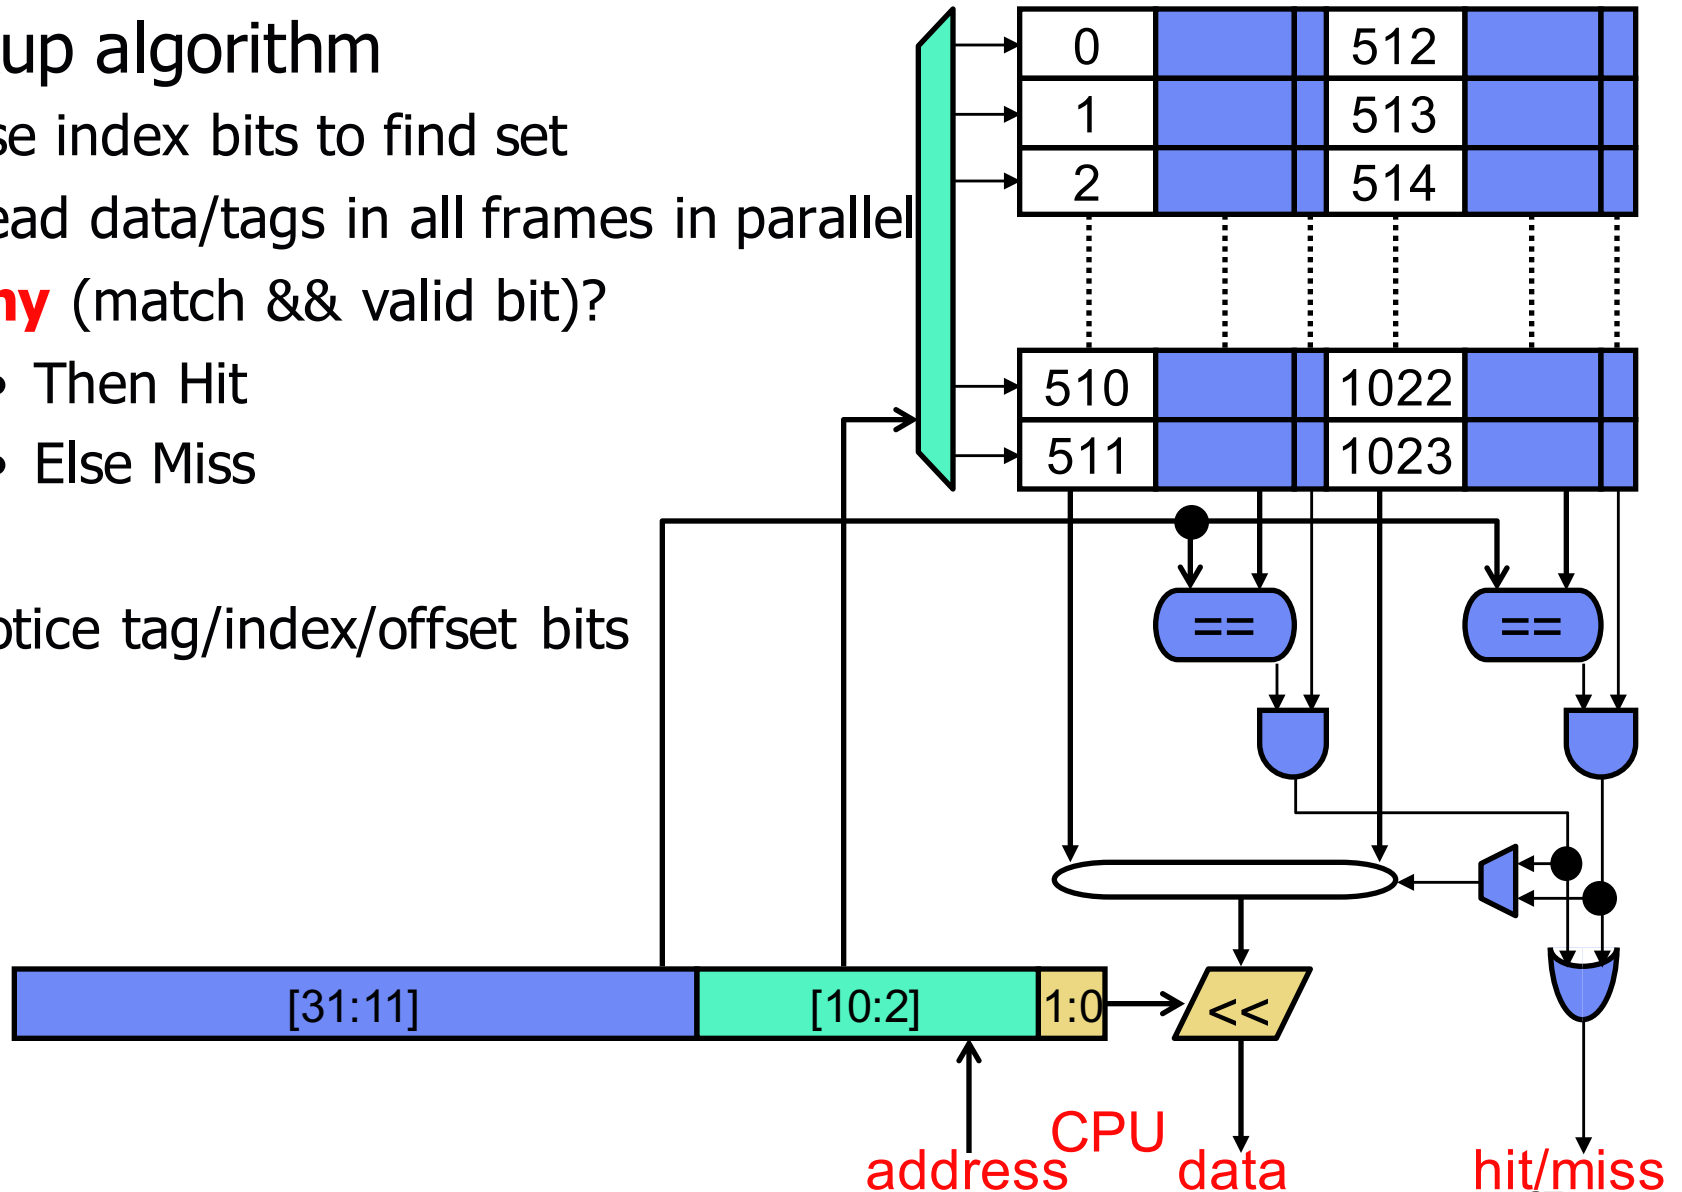 up algorithm
se index bits to find set
ead data/tags in all frames in parallel
ny (match && valid bit)?
• Then Hit
• Else Miss
otice tag/index/offset bits
0 512
1 513
2 514
510 1022
511 1023
== ==
[31:11] [10:2] 1:0 <<
CPU
address data hit/miss